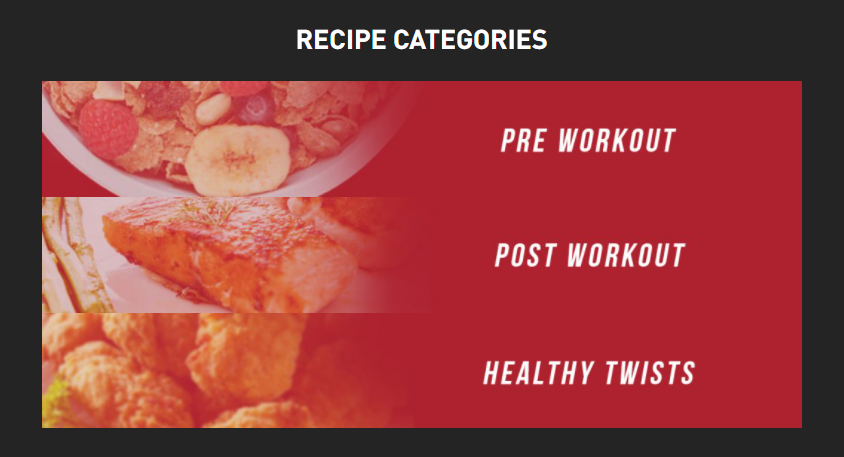 RECIPE CATEGORIES
PRE WORKOUT
POST WORKOUT
HEALTHY TWISTS